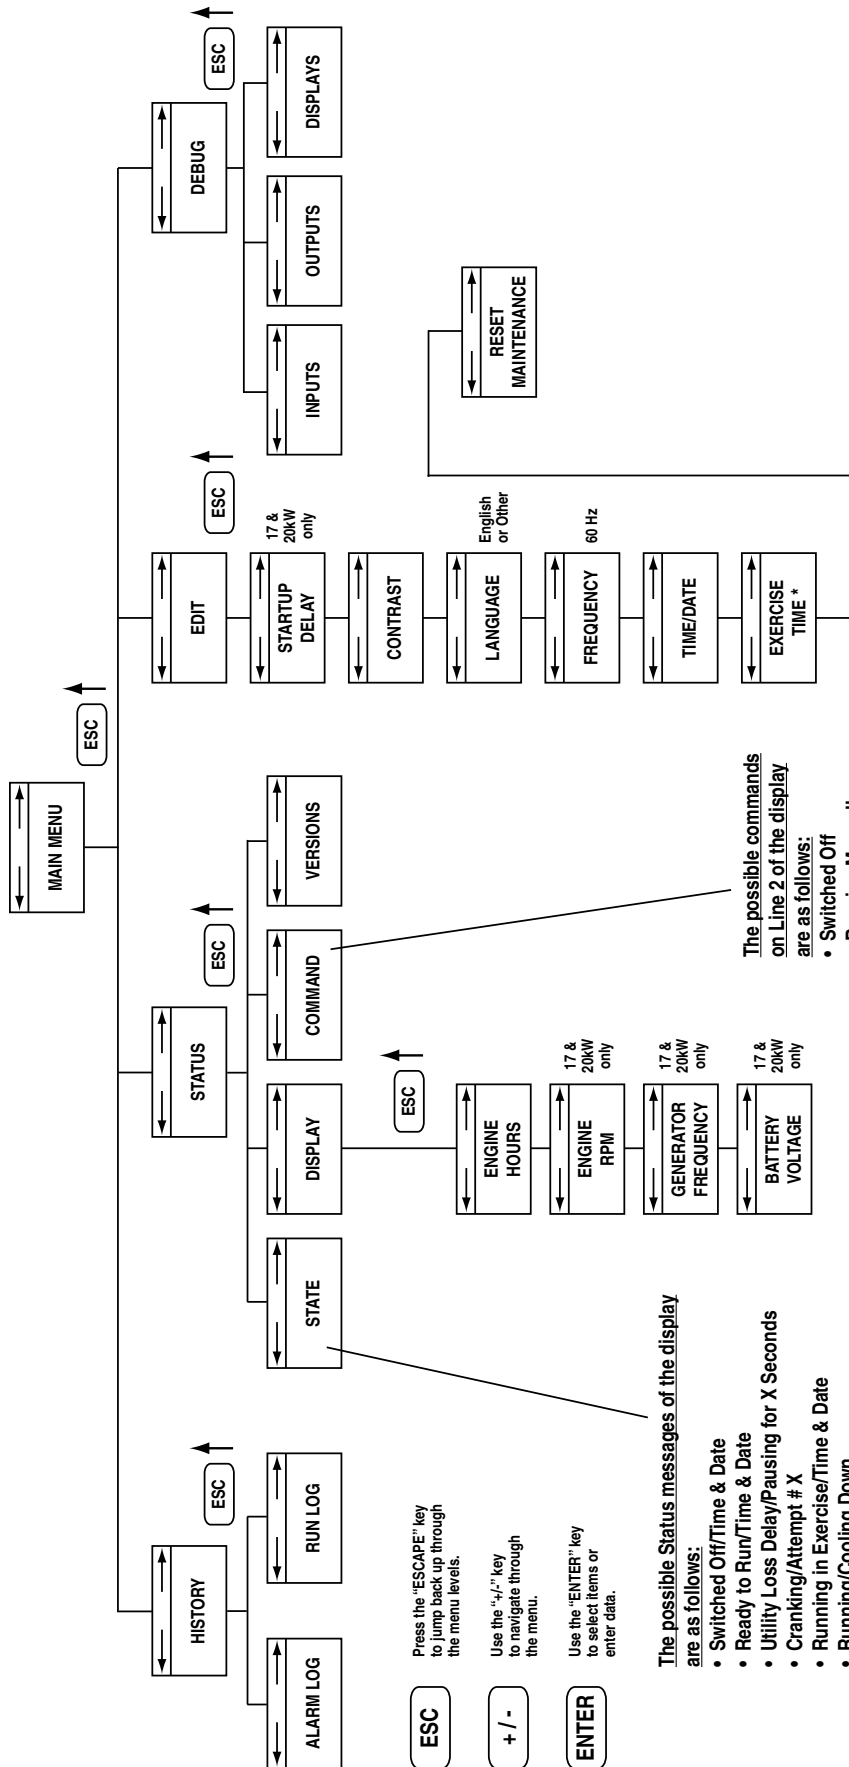 MAIN MENU
ESC
HISTORY
ESC
ALARM LOG
RUN LOG
STATUS
ESC
STATE
DISPLAY
COMMAND
VERSIONS
ESC
ENGINE
HOURS
ENGINE
RPM
17 &
20kW
only
GENERATOR
FREQUENCY
17 &
20kW
only
BATTERY
VOLTAGE
17 &
20kW
only
EDIT
ESC
STARTUP
DELAY
17 &
20kW
only
CONTRAST
LANGUAGE
English
or Other
FREQUENCY
60 Hz
TIME/DATE
EXERCISE
TIME *
RESET
MAINTENANCE
DEBUG
ESC
INPUTS
OUTPUTS
DISPLAYS
ESC
Press the "ESCAPE" key
to jump back up through
the menu levels.
+ / -
Use the "+/-" key
to navigate through
the menu.
ENTER
Use the "ENTER" key
to select items or
enter data.
The possible Status messages of the display
are as follows:
• Switched Off/Time & Date
• Ready to Run/Time & Date
• Utility Loss Delay/Pausing for X Seconds
• Cranking/Attempt # X
• Running in Exercise/Time & Date
• Running/Cooling Down
The possible commands
on Line 2 of the display
are as follows:
• Switched Off